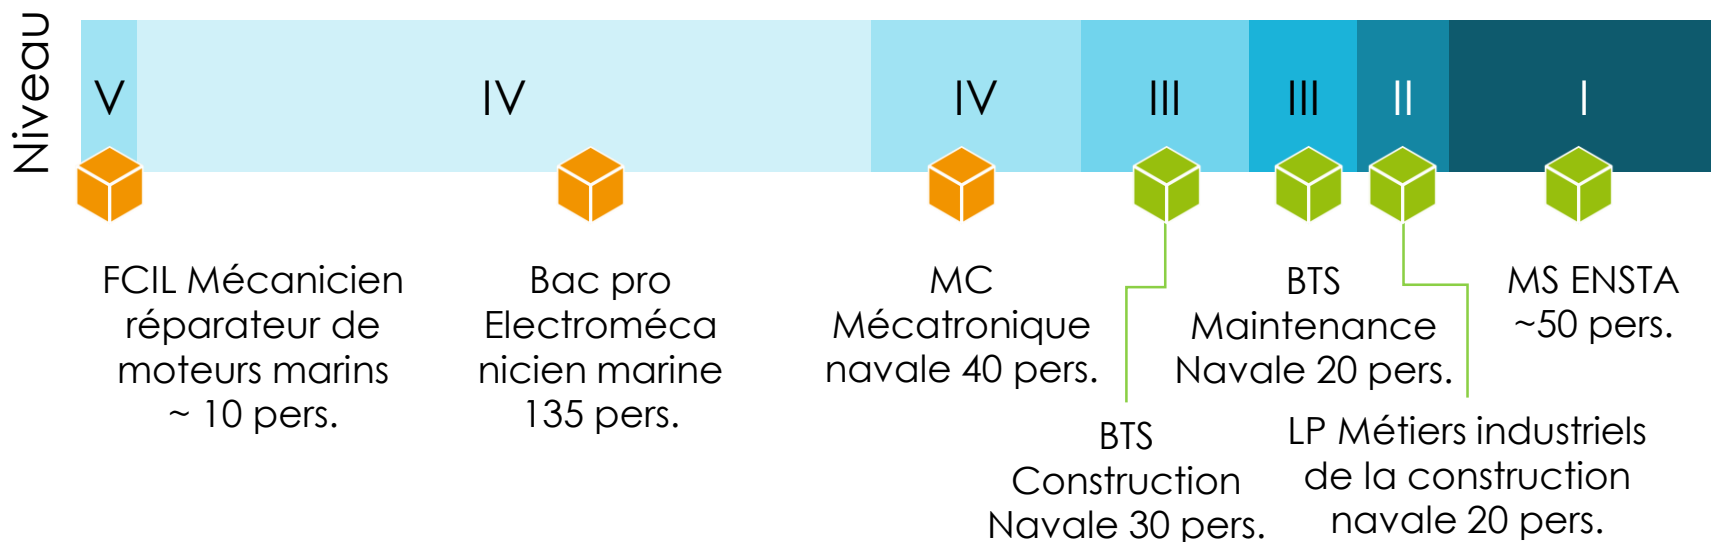 Niveau
V
IV
IV
III
III
II
I
FCIL Mécanicien
réparateur de
moteurs marins
~ 10 pers.
Bac pro
Electroméca
nicien marine
135 pers.
MC
Mécatronique
navale 40 pers.
BTS
Construction
Navale 30 pers.
BTS
Maintenance
Navale 20 pers.
LP Métiers industriels
de la construction
navale 20 pers.
MS ENSTA
~50 pers.